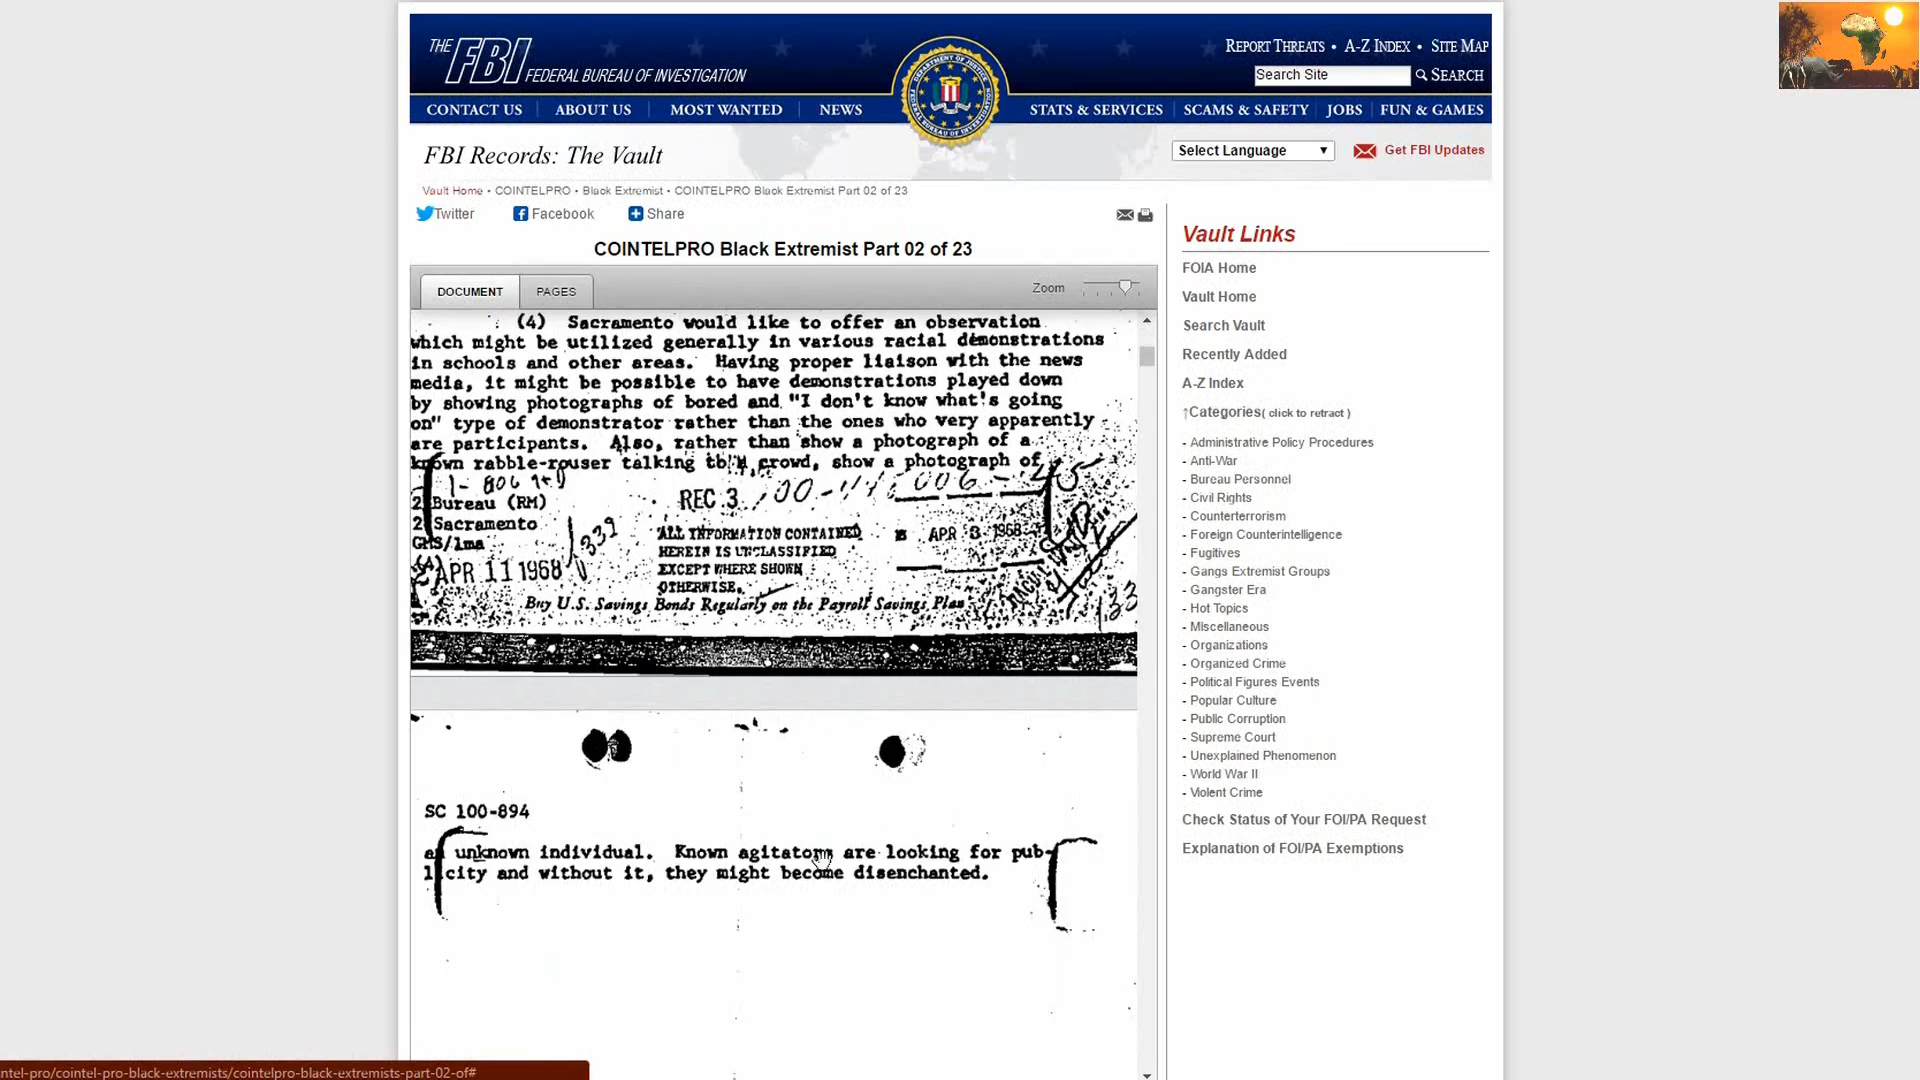 THE FBI FEDERAL BUREAU OF INVESTIGATION
REPORT THREATS • A-Z INDEX • SITE MAP
Search Site SEARCH
CONTACT US ABOUT US MOST WANTED NEWS STATS & SERVICES SCAMS & SAFETY JOBS FUN & GAMES
DEPARTMENT OF JUSTICE
FEDERAL BUREAU OF INVESTIGATION
FBI Records: The Vault
Select Language
Get FBI Updates
Vault Home • COINTELPRO • Black Extremist • COINTELPRO Black Extremist Part 02 of 23
Twitter Facebook Share
COINTELPRO Black Extremist Part 02 of 23
DOCUMENT PAGES Zoom
(4) Sacramento would like to offer an observation
which might be utilized generally in various racial demonstrations
in schools and other areas. Having proper liaison with the news
media, it might be possible to have demonstrations played down
by showing photographs of bored and "I don't know what's going
on" type of demonstrator rather than the ones who very apparently
are participants. Also, rather than show a photograph of a
known rabble-rouser talking to a crowd, show a photograph of
2 Bureau (RM)
REC 3
2 Sacramento
GHS/lma
(4)
APR 11 1968
ALL INFORMATION CONTAINED
HEREIN IS UNCLASSIFIED
EXCEPT WHERE SHOWN
OTHERWISE.
APR 3 1968
Buy U.S. Savings Bonds Regularly on the Payroll Savings Plan
SC 100-894
an unknown individual. Known agitators are looking for pub-
licity and without it, they might become disenchanted.
Vault Links
FOIA Home
Vault Home
Search Vault
Recently Added
A-Z Index
↑Categories( click to retract )
- Administrative Policy Procedures
- Anti-War
- Bureau Personnel
- Civil Rights
- Counterterrorism
- Foreign Counterintelligence
- Fugitives
- Gangs Extremist Groups
- Gangster Era
- Hot Topics
- Miscellaneous
- Organizations
- Organized Crime
- Political Figures Events
- Popular Culture
- Public Corruption
- Supreme Court
- Unexplained Phenomenon
- World War II
- Violent Crime
Check Status of Your FOI/PA Request
Explanation of FOI/PA Exemptions
ntel-pro/cointel-pro-black-extremists/cointelpro-black-extremists-part-02-of#